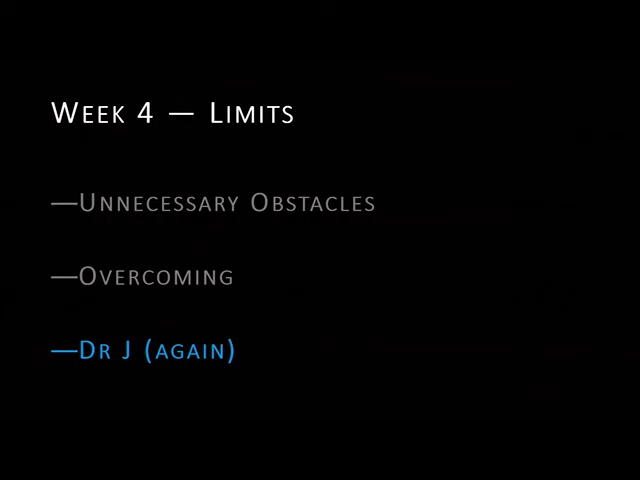 Week 4 — Limits
—Unnecessary Obstacles
—Overcoming
—Dr J (again)